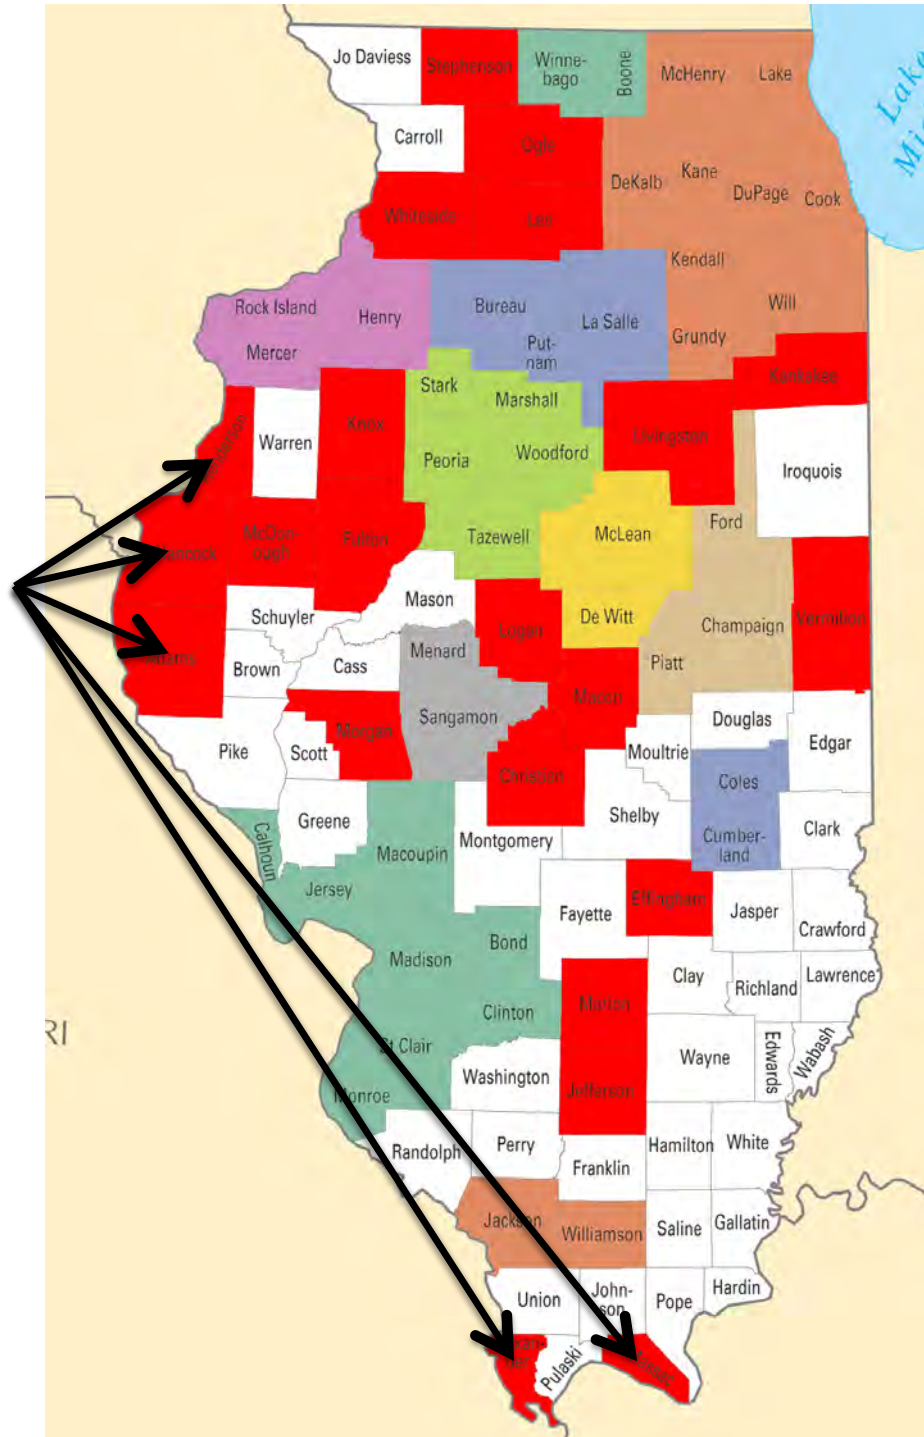 Jo Daviess
Stephenson
Winne-
bago
Boone
McHenry
Lake
Lake
Mi
Carroll
Ogle
DeKalb
Kane
DuPage
Cook
Whiteside
Lee
Kendall
Rock Island
Henry
Bureau
La Salle
Will
Mercer
Put-
nam
Grundy
Kankakee
Stark
Marshall
Knox
Warren
Livingston
Peoria
Woodford
Iroquois
Ford
McDon-
ough
Fulton
Tazewell
McLean
Mason
Schuyler
Logan
De Witt
Champaign
Vermilion
Adams
Brown
Cass
Menard
Piatt
Macon
Sangamon
Douglas
Pike
Scott
Morgan
Christian
Moultrie
Edgar
Coles
Greene
Shelby
Calhoun
Macoupin
Montgomery
Cumber-
land
Clark
Jersey
Effingham
Fayette
Jasper
Crawford
Madison
Bond
Clay
Richland
Lawrence
Marion
Clinton
RI
St Clair
Wayne
Edwards
Wabash
Washington
Jefferson
Monroe
Randolph
Perry
Hamilton
White
Franklin
Jackson
Williamson
Saline
Gallatin
Union
John-
son
Pope
Hardin
Pulaski
Massac